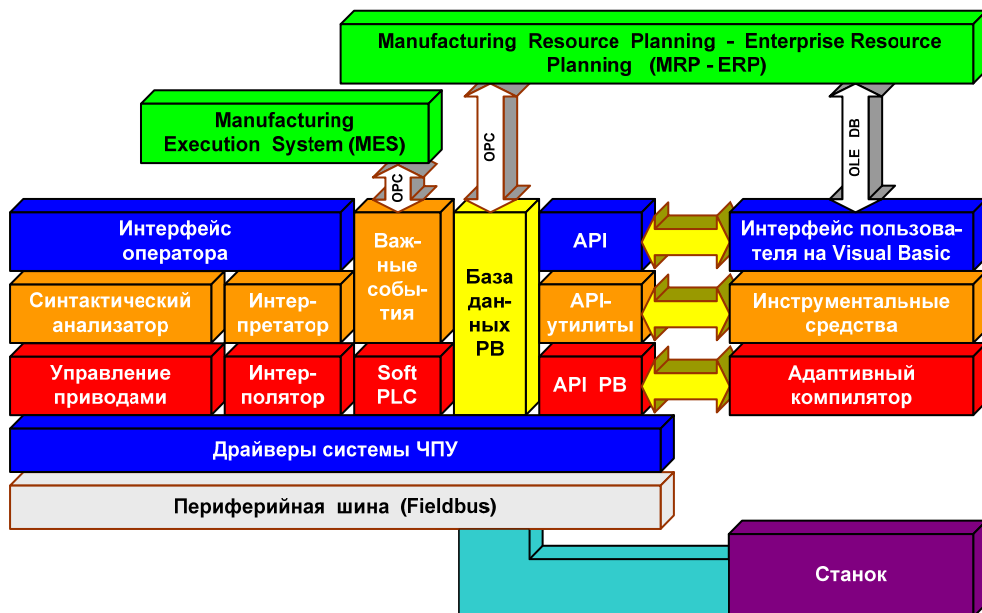 Manufacturing Resource Planning - Enterprise Resource
Planning (MRP - ERP)
Manufacturing
Execution System (MES)
OPC
OPC
OLE DB
Интерфейс
оператора
Важ-
ные
собы-
тия
База
дан-
ных
РВ
API
Интерфейс пользова-
теля на Visual Basic
Синтактический
анализатор
Интер-
претатор
API-
утилиты
Инструментальные
средства
Управление
приводами
Интер-
полятор
Soft
PLC
API РВ
Адаптивный
компилятор
Драйверы системы ЧПУ
Периферийная шина (Fieldbus)
Станок